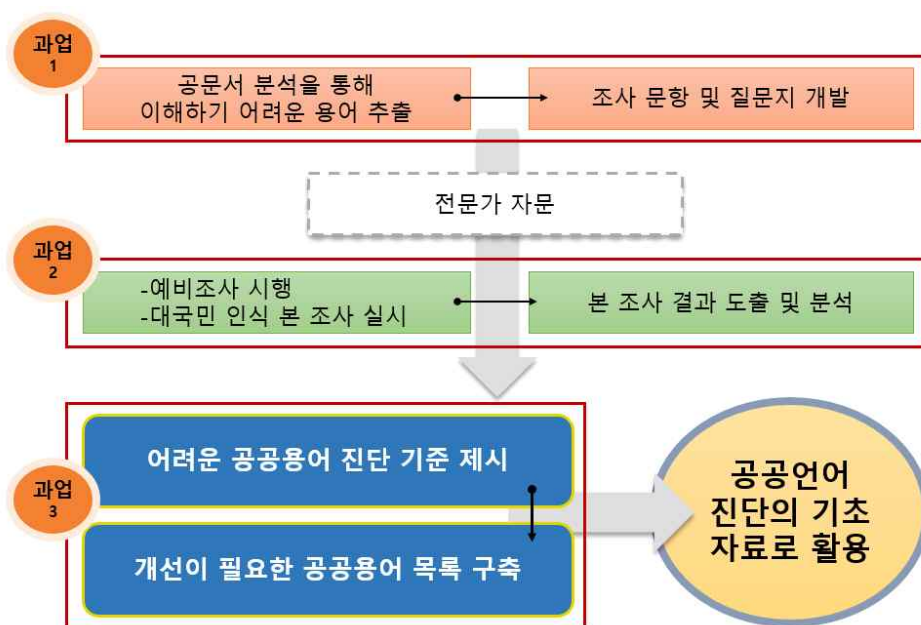 과업
1
공문서 분석을 통해
이해하기 어려운 용어 추출
조사 문항 및 질문지 개발
전문가 자문
과업
2
-예비조사 시행
-대국민 인식 본 조사 실시
본 조사 결과 도출 및 분석
과업
3
어려운 공공용어 진단 기준 제시
개선이 필요한 공공용어 목록 구축
공공언어
진단의 기초
자료로 활용